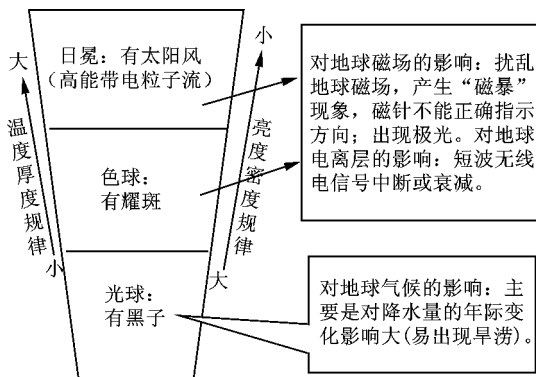 日冕：有太阳风
（高能带电粒子流）
大
温度厚度规律
小
色球：
有耀斑
光球：
有黑子
小
亮度密度规律
大
对地球磁场的影响：扰乱
地球磁场，产生“磁暴”
现象，磁针不能正确指示
方向；出现极光。对地球
电离层的影响：短波无线
电信号中断或衰减。
对地球气候的影响：主
要是对降水量的年际变
化影响大(易出现旱涝)。